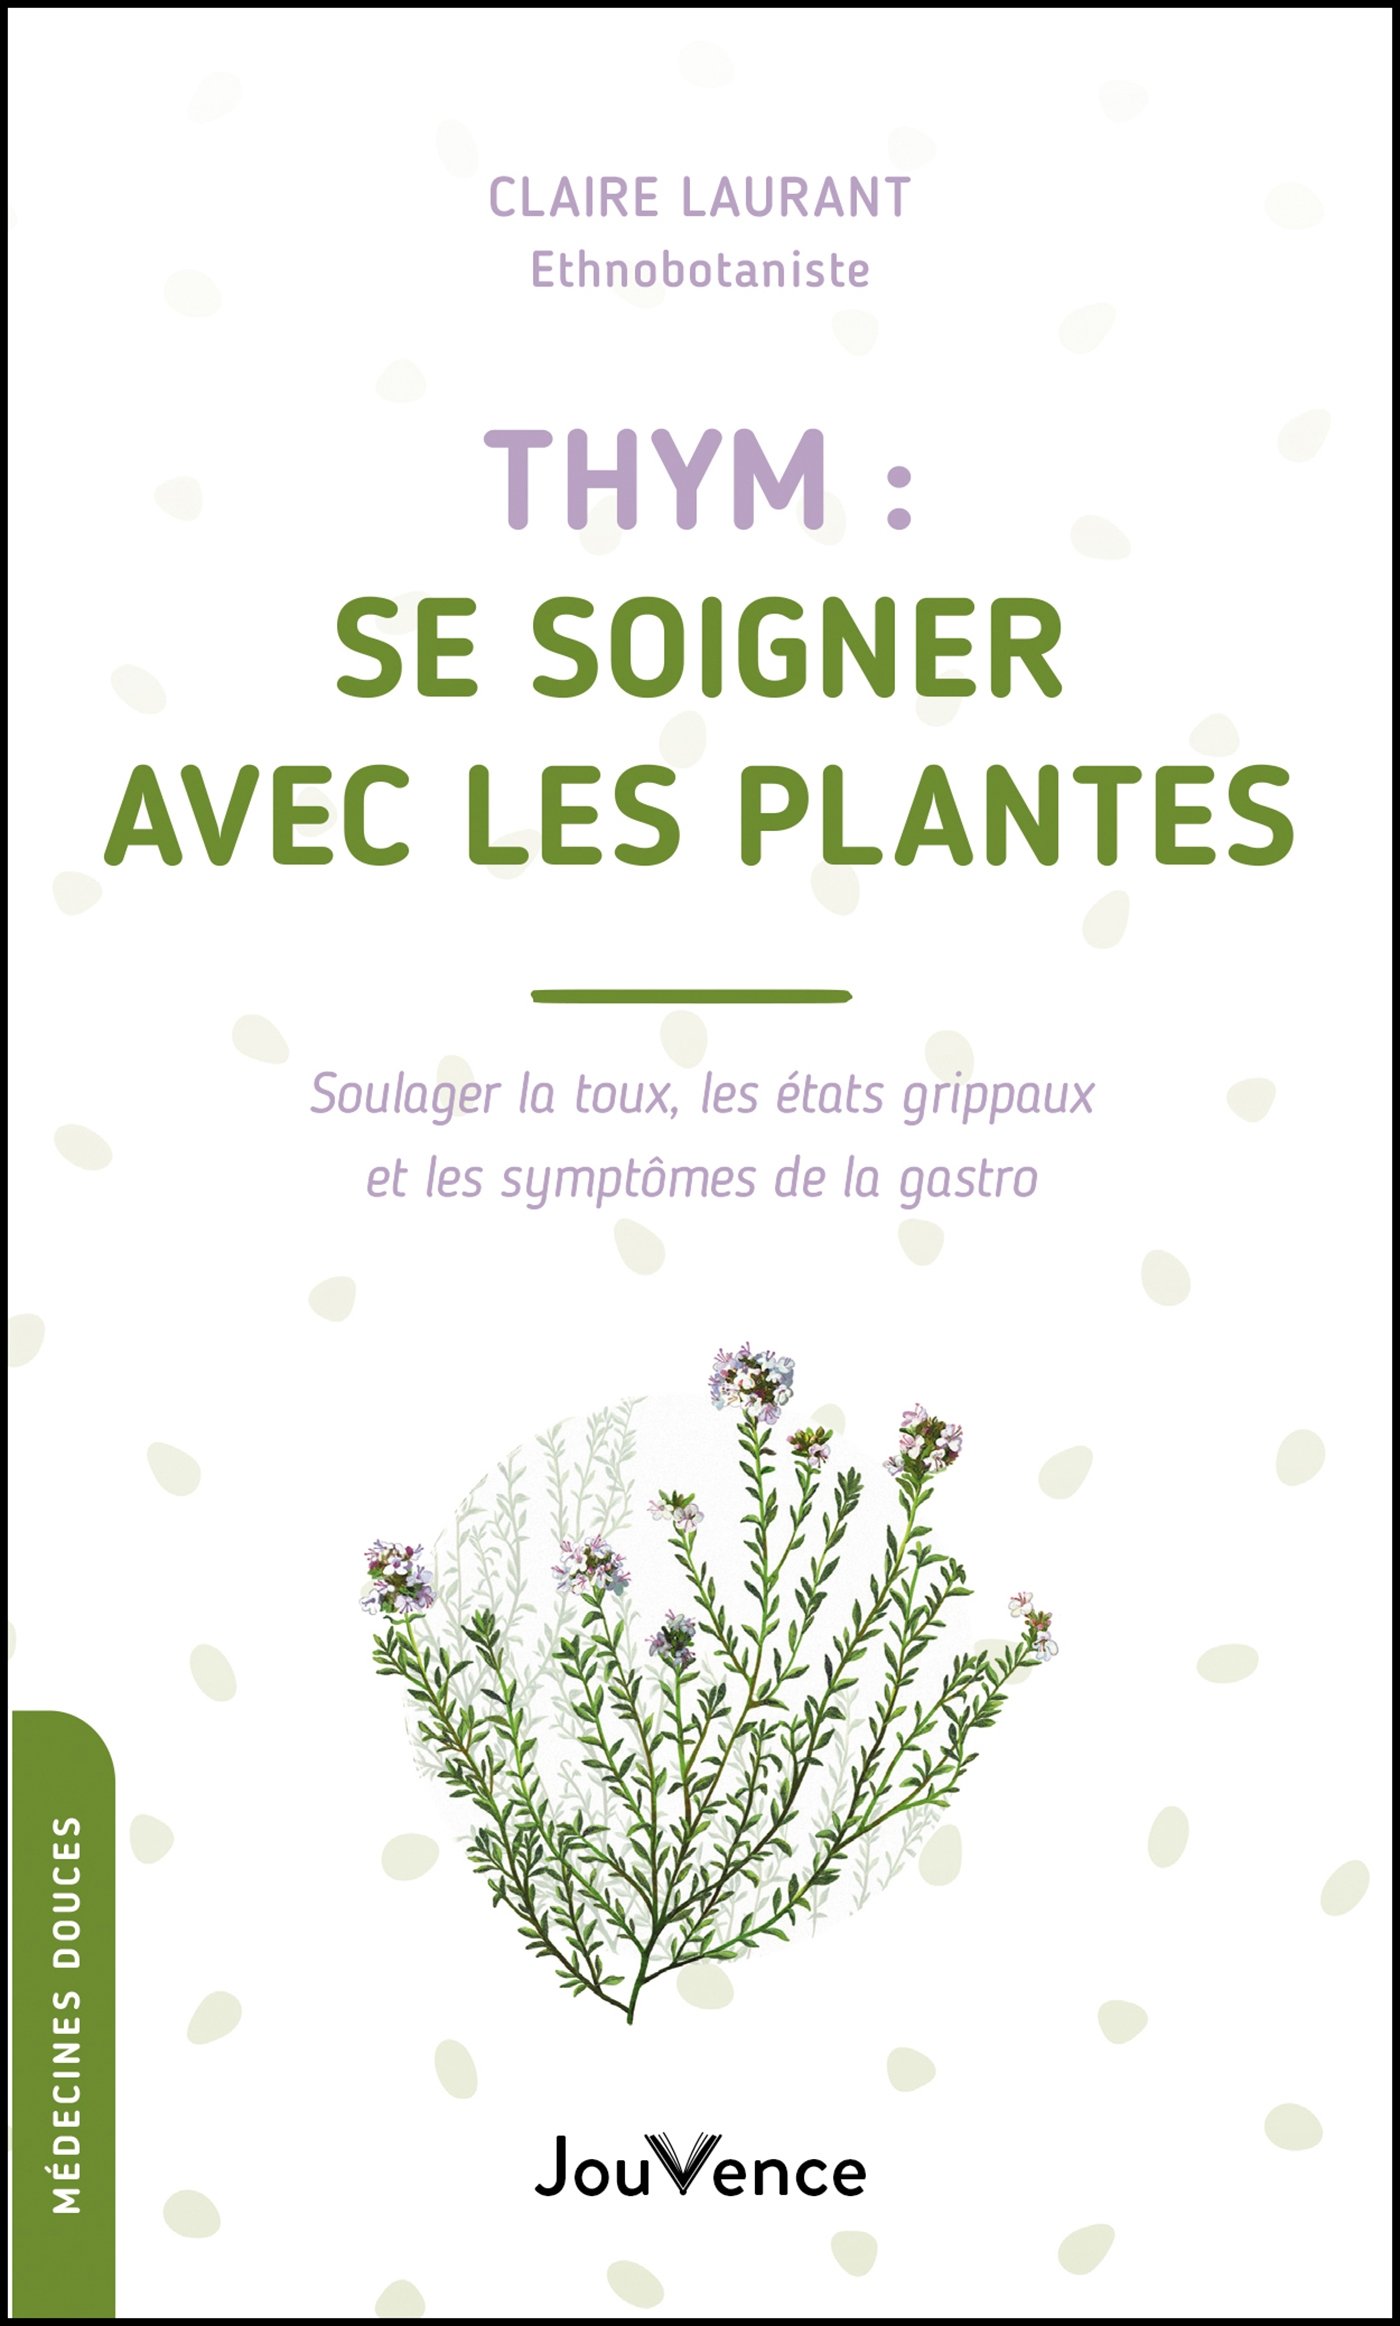 CLAIRE LAURANT
Ethnobotaniste
THYM :
SE SOIGNER
AVEC LES PLANTES
Soulager la toux, les états grippaux
et les symptômes de la gastro
MÉDECINES DOUCES
JouVence